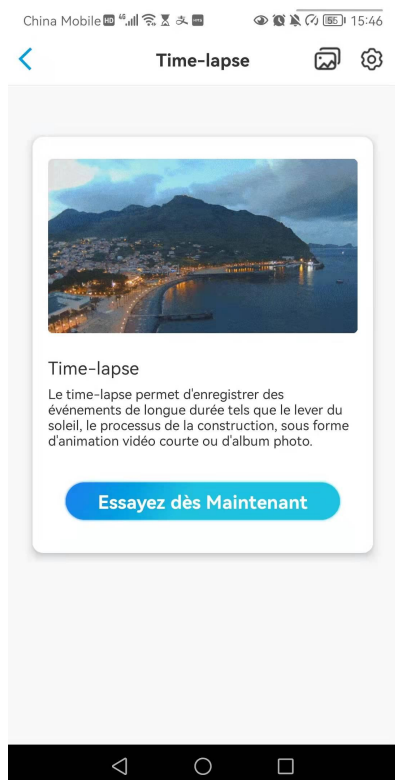 China Mobile HD 4G 15:46
Time-lapse
Time-lapse
Le time-lapse permet d'enregistrer des
événements de longue durée tels que le lever du
soleil, le processus de la construction, sous forme
d'animation vidéo courte ou d'album photo.
Essayez dès Maintenant